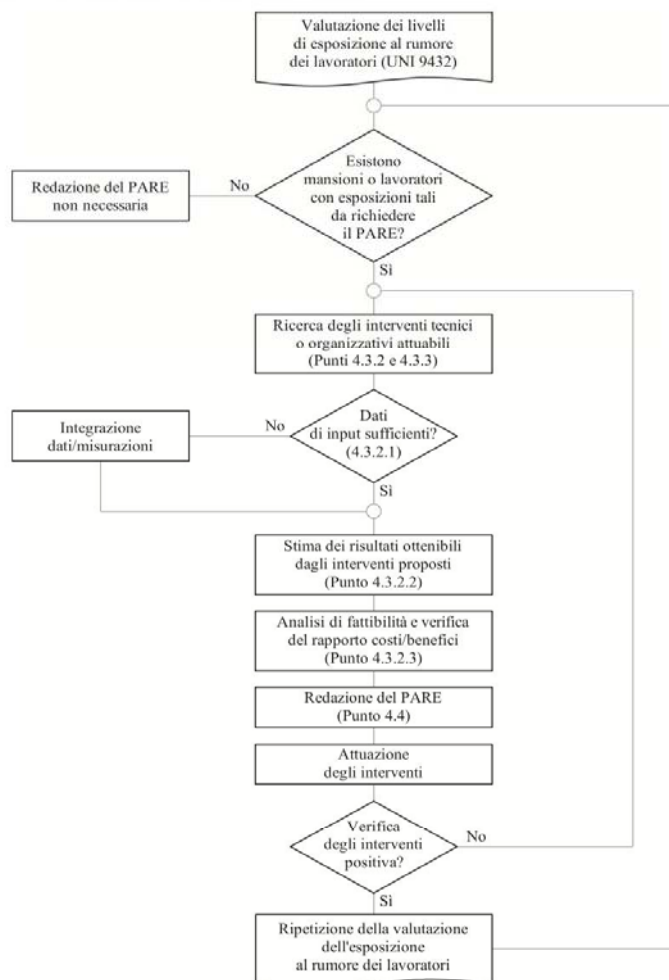 Valutazione dei livelli
di esposizione al rumore
dei lavoratori (UNI 9432)
Esistono
mansioni o lavoratori
con esposizioni tali
da richiedere
il PARE?
No
Redazione del PARE
non necessaria
Sì
Ricerca degli interventi tecnici
o organizzativi attuabili
(Punti 4.3.2 e 4.3.3)
Dati
di input sufficienti?
(4.3.2.1)
No
Integrazione
dati/misurazioni
Sì
Stima dei risultati ottenibili
dagli interventi proposti
(Punto 4.3.2.2)
Analisi di fattibilità e verifica
del rapporto costi/benefici
(Punto 4.3.2.3)
Redazione del PARE
(Punto 4.4)
Attuazione
degli interventi
Verifica
degli interventi
positiva?
No
Sì
Ripetizione della valutazione
dell'esposizione
al rumore dei lavoratori